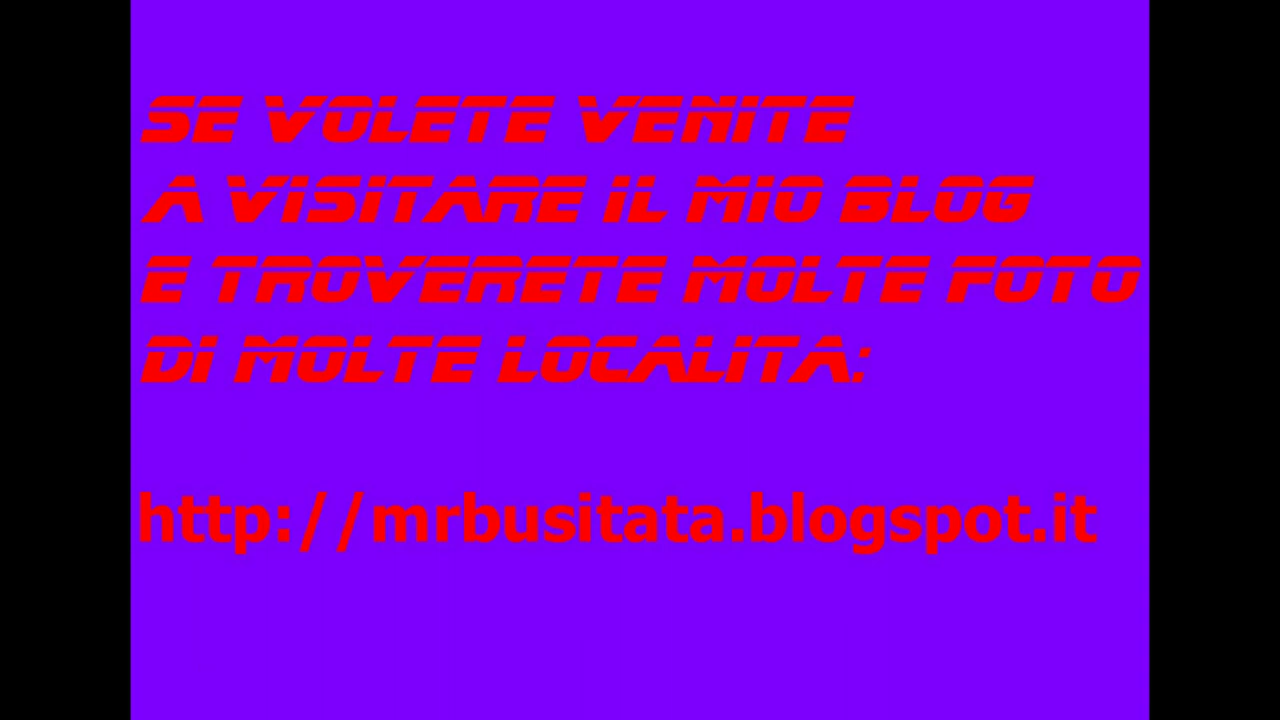 SE VOLETE VENITE
A VISITARE IL MIO BLOG
E TROVERETE MOLTE FOTO
DI MOLTE LOCALITA:
http://mrbusitata.blogspot.it